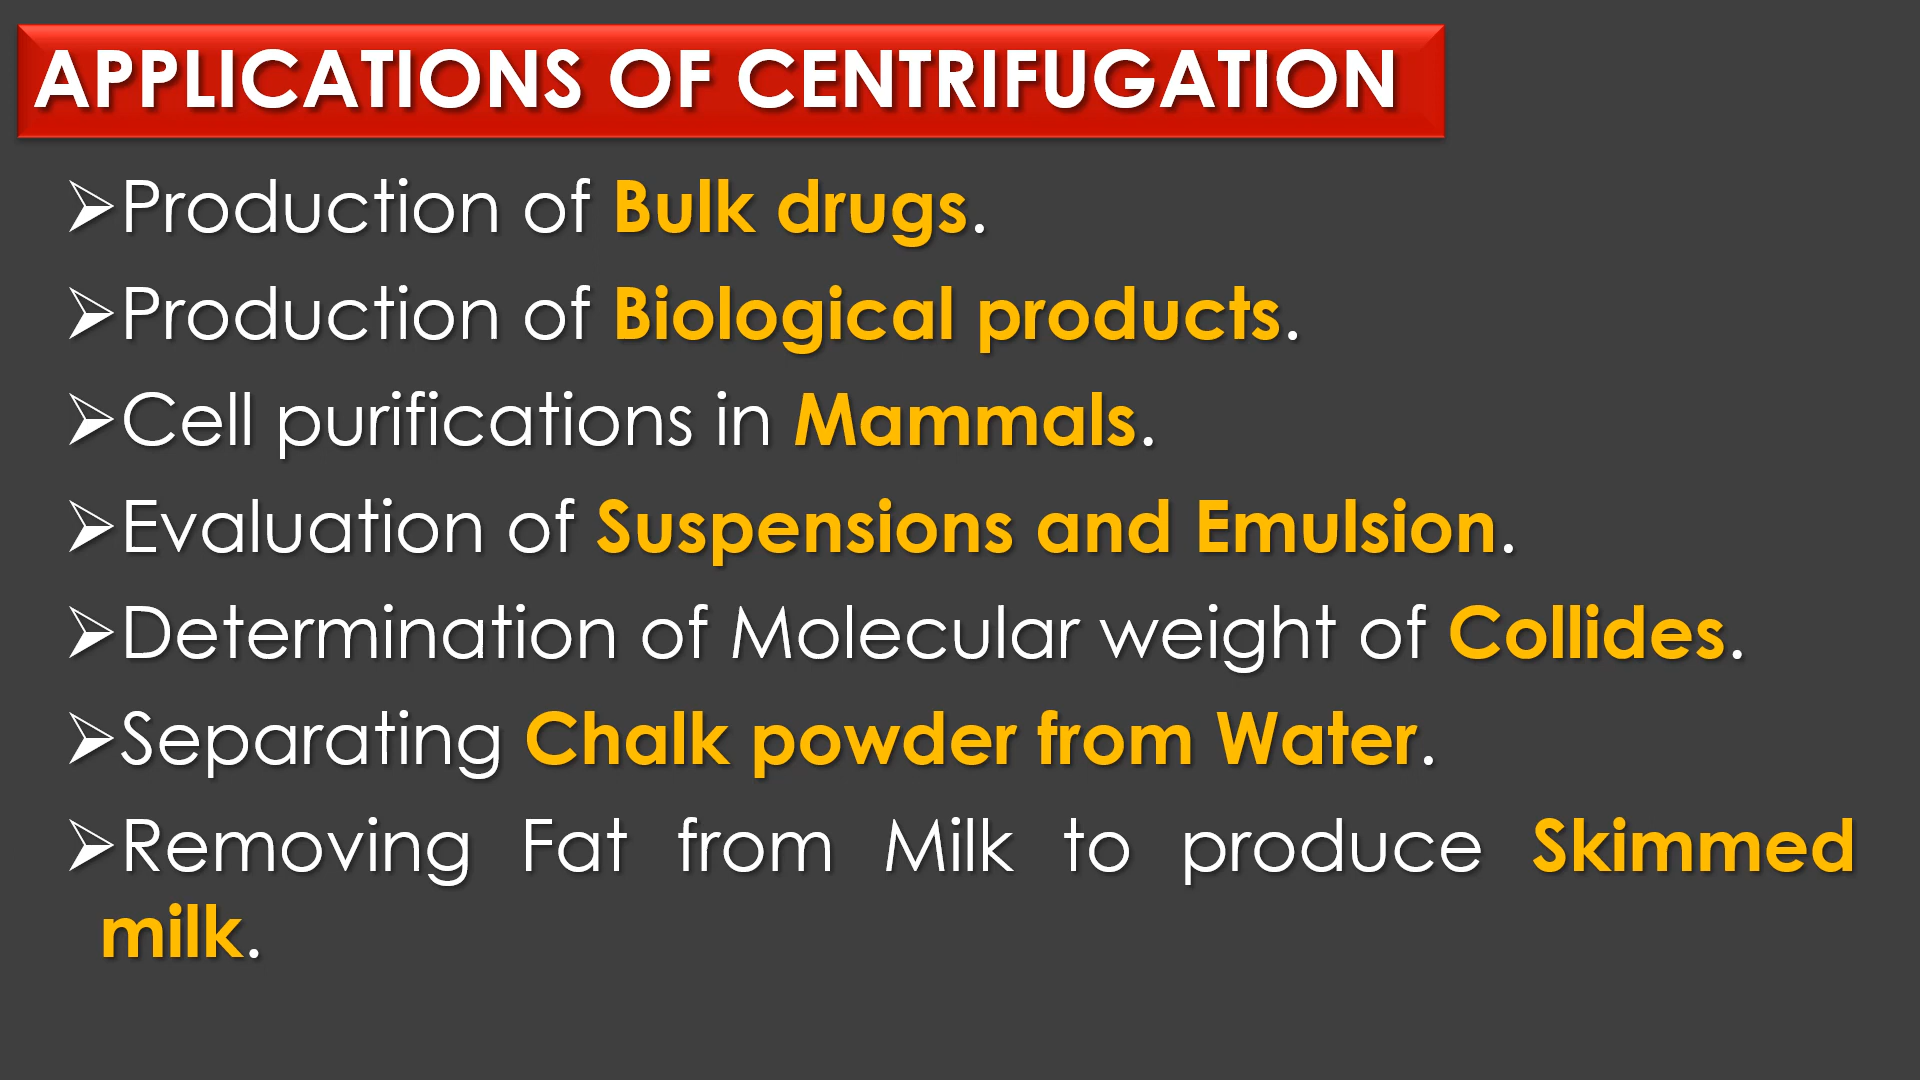 APPLICATIONS OF CENTRIFUGATION
➢Production of Bulk drugs.
➢Production of Biological products.
➢Cell purifications in Mammals.
➢Evaluation of Suspensions and Emulsion.
➢Determination of Molecular weight of Collides.
➢Separating Chalk powder from Water.
➢Removing Fat from Milk to produce Skimmed
milk.